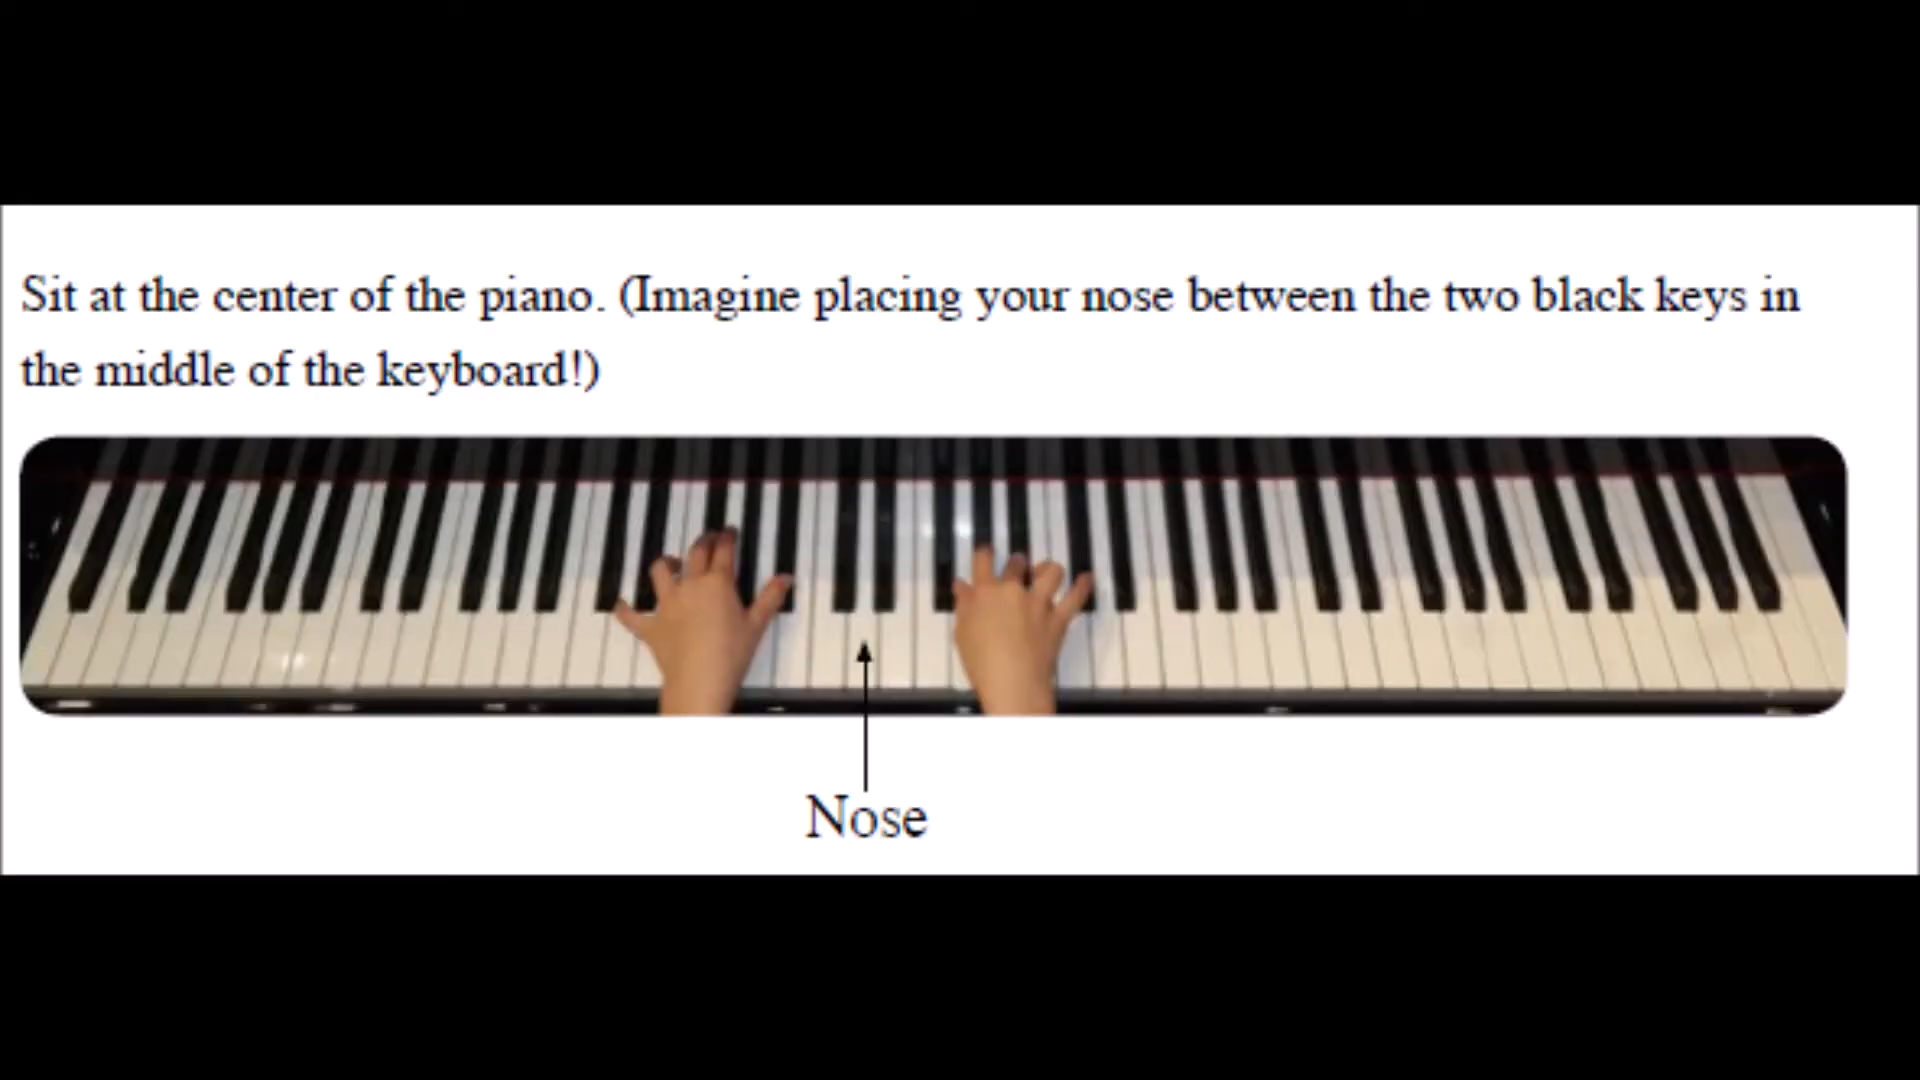 Sit at the center of the piano. (Imagine placing your nose between the two black keys in
the middle of the keyboard!)
Nose